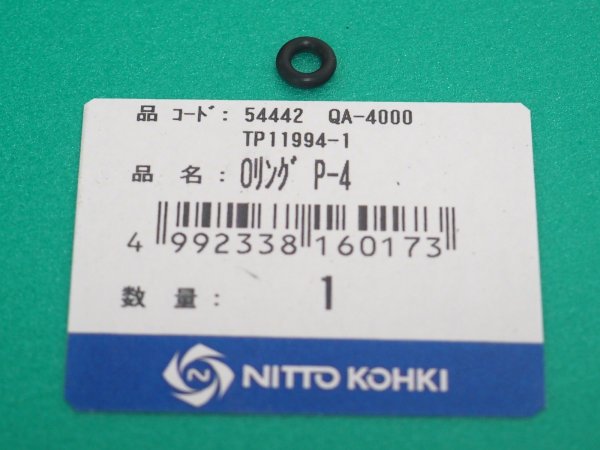 品 コード: 54442 QA-4000
TP11994-1
品 名: Oリング P-4
4 992338 160173
数 量: 1
N NITTO KOHKI